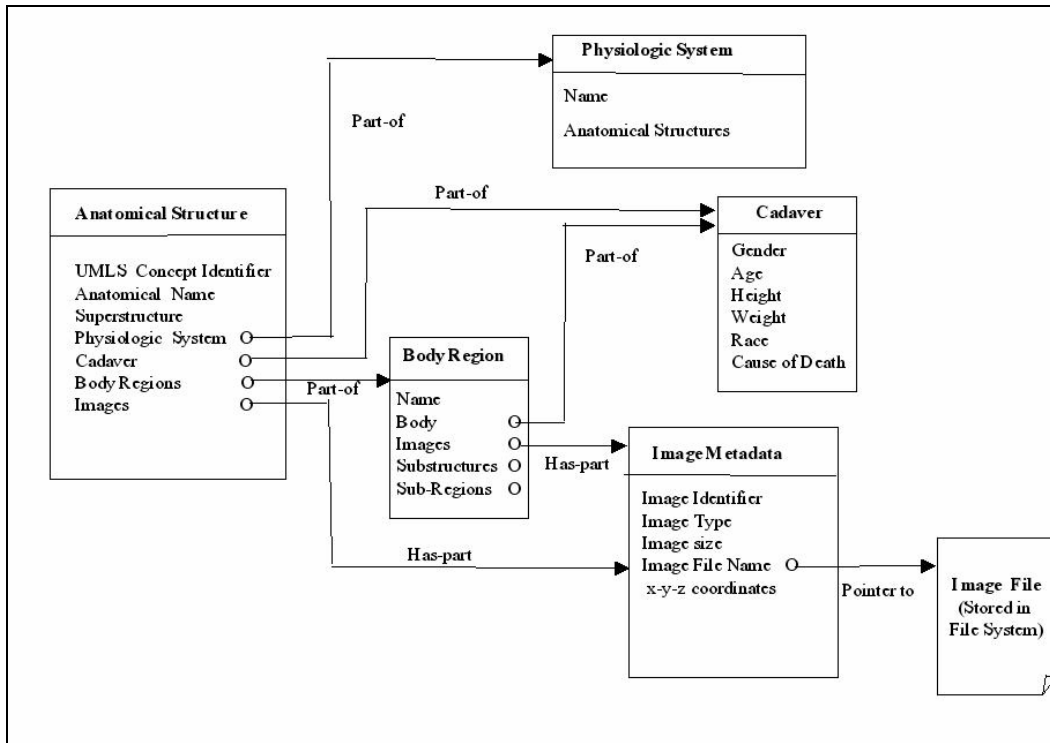 Physiologic System
Name
Anatomical Structures
Part-of
Anatomical Structure
UMLS Concept Identifier
Anatomical Name
Superstructure
Physiologic System O
Cadaver O
Body Regions O
Images O
Part-of
Cadaver
Gender
Age
Height
Weight
Race
Cause of Death
Part-of
Part-of
Body Region
Name
Body O
Images O
Substructures O
Sub-Regions O
Has-part
Has-part
Image Metadata
Image Identifier
Image Type
Image size
Image File Name O
x-y-z coordinates
Pointer to
Image File
(Stored in
File System)